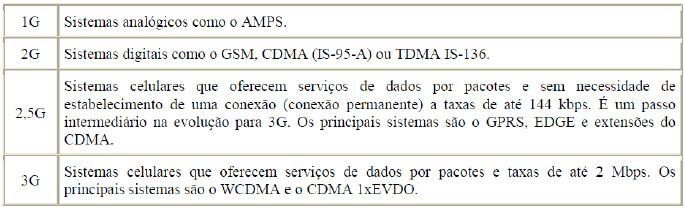 1G
Sistemas analógicos como o AMPS.
2G
Sistemas digitais como o GSM, CDMA (IS-95-A) ou TDMA IS-136.
2,5G
Sistemas celulares que oferecem serviços de dados por pacotes e sem necessidade de
estabelecimento de uma conexão (conexão permanente) a taxas de até 144 kbps. É um passo
intermediário na evolução para 3G. Os principais sistemas são o GPRS, EDGE e extensões do
CDMA.
3G
Sistemas celulares que oferecem serviços de dados por pacotes e taxas de até 2 Mbps. Os
principais sistemas são o WCDMA e o CDMA 1xEVDO.